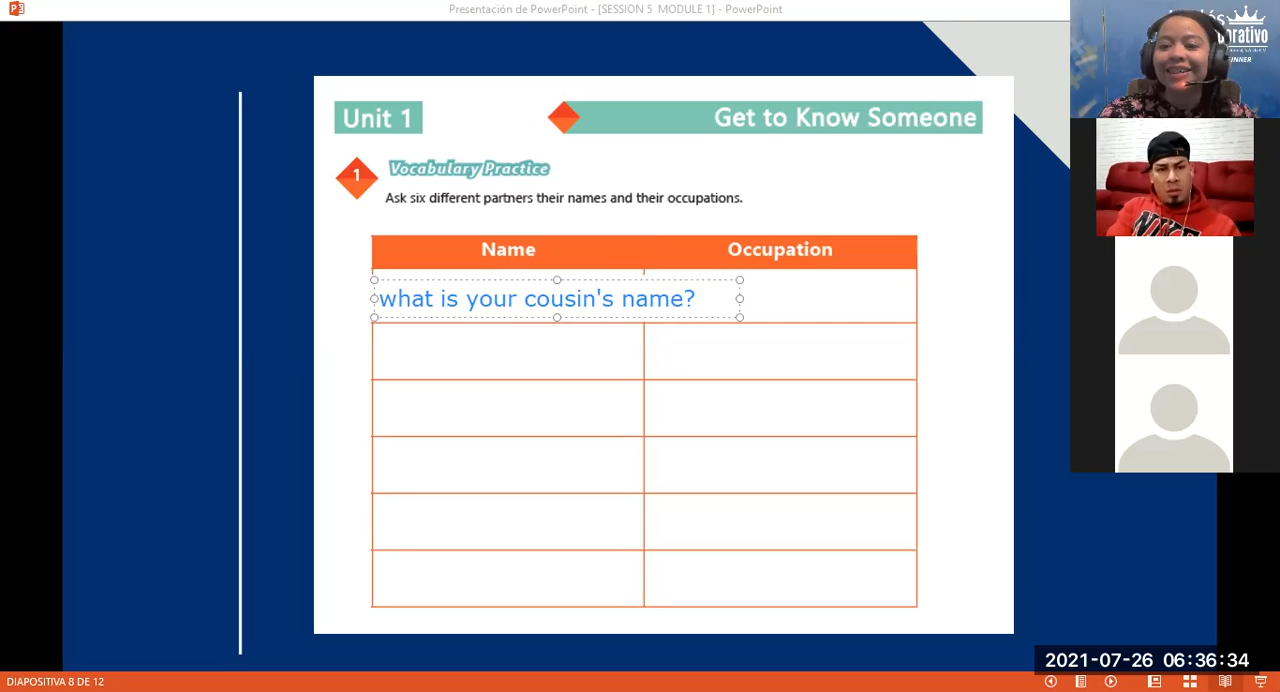 Presentación de PowerPoint - [SESSION 5 MODULE 1] - PowerPoint
INNER
Unit 1
Get to Know Someone
1
Vocabulary Practice
Ask six different partners their names and their occupations.
Name
Occupation
what is your cousin's name?
2021-07-26 06:36:34
DIAPOSITIVA 8 DE 12